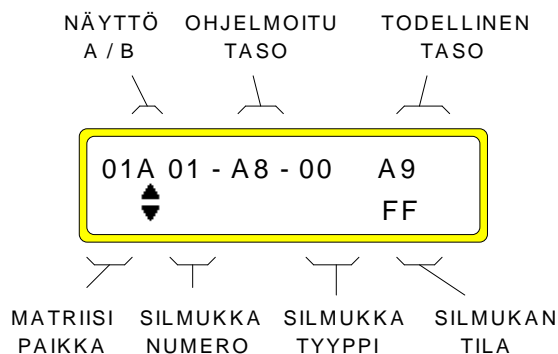 NÄYTTÖ OHJELMOITU TODELLINEN
A / B TASO TASO
01A 01 - A8 - 00 A9
FF
MATRIISI SILMUKKA SILMUKKA SILMUKAN
PAIKKA NUMERO TYYPPI TILA